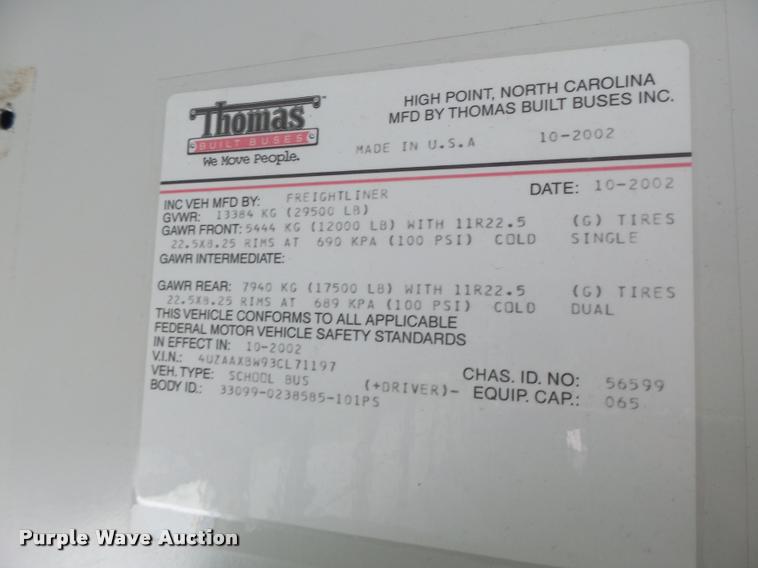 Thomas™
BUILT BUSES
We Move People.
HIGH POINT, NORTH CAROLINA
MFD BY THOMAS BUILT BUSES INC.
MADE IN U.S.A 10-2002
INC VEH MFD BY: FREIGHTLINER DATE: 10-2002
GVWR: 13384 KG (29500 LB)
GAWR FRONT: 5444 KG (12000 LB) WITH 11R22.5 (G) TIRES
22.5X8.25 RIMS AT 690 KPA (100 PSI) COLD SINGLE
GAWR INTERMEDIATE:
GAWR REAR: 7940 KG (17500 LB) WITH 11R22.5 (G) TIRES
22.5X8.25 RIMS AT 689 KPA (100 PSI) COLD DUAL
THIS VEHICLE CONFORMS TO ALL APPLICABLE
FEDERAL MOTOR VEHICLE SAFETY STANDARDS
IN EFFECT IN: 10-2002
V.I.N.: 4UZAAXBW93CL71197
VEH. TYPE: SCHOOL BUS CHAS. ID. NO: 56599
BODY ID.: 33099-0238585-101PS (+DRIVER)- EQUIP. CAP.: 065
Purple Wave Auction